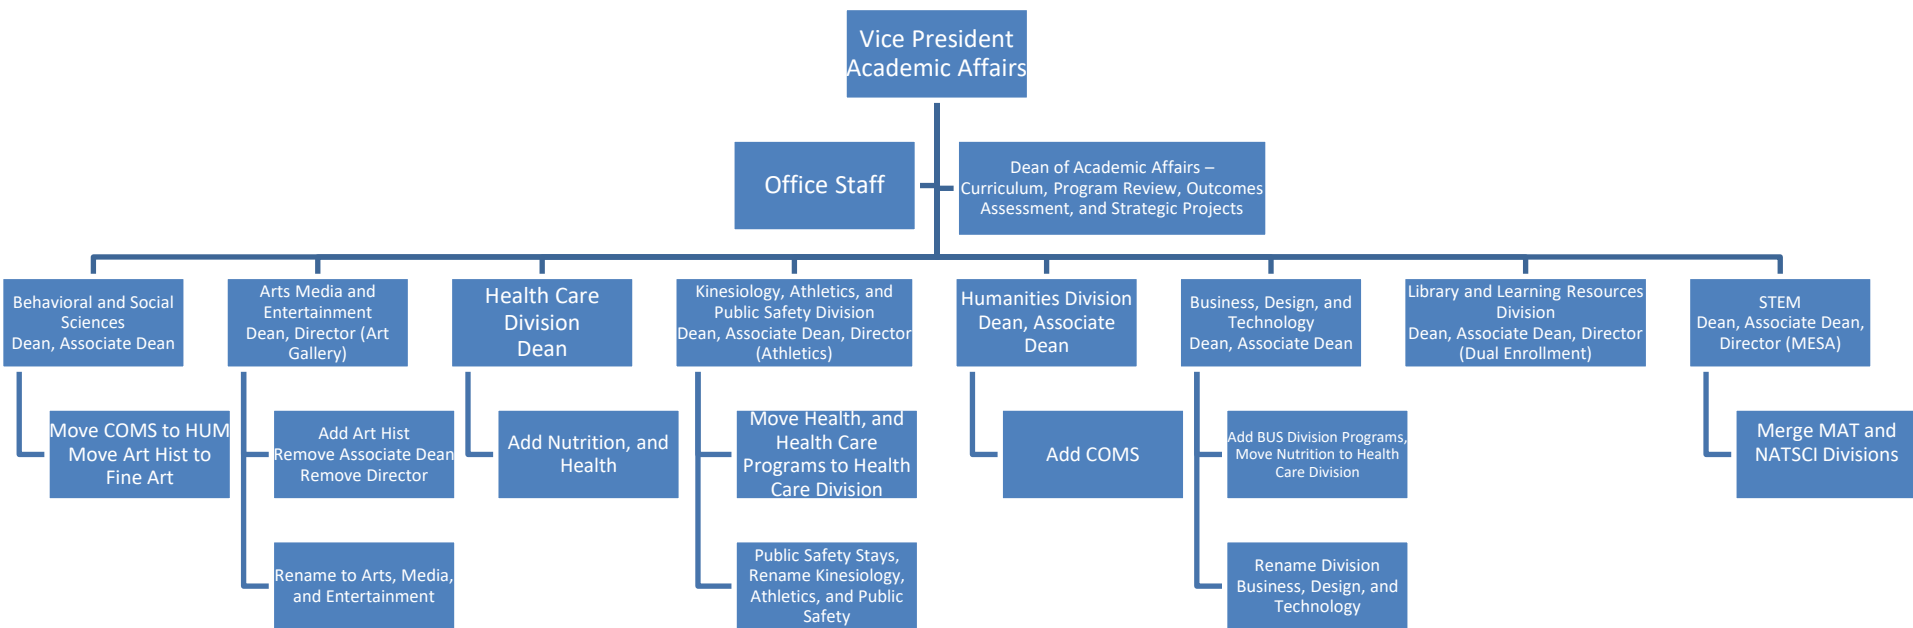 Vice President
Academic Affairs
Office Staff
Dean of Academic Affairs –
Curriculum, Program Review, Outcomes
Assessment, and Strategic Projects
Behavioral and Social
Sciences
Dean, Associate Dean
Arts Media and
Entertainment
Dean, Director (Art
Gallery)
Health Care
Division
Dean
Kinesiology, Athletics, and
Public Safety Division
Dean, Associate Dean, Director
(Athletics)
Humanities Division
Dean, Associate
Dean
Business, Design, and
Technology
Dean, Associate Dean
Library and Learning Resources
Division
Dean, Associate Dean, Director
(Dual Enrollment)
STEM
Dean, Associate Dean,
Director (MESA)
Move COMS to HUM
Move Art Hist to
Fine Art
Add Art Hist
Remove Associate Dean
Remove Director
Add Nutrition, and
Health
Move Health, and
Health Care
Programs to Health
Care Division
Add COMS
Add BUS Division Programs,
Move Nutrition to Health
Care Division
Merge MAT and
NATSCI Divisions
Rename to Arts, Media,
and Entertainment
Public Safety Stays,
Rename Kinesiology,
Athletics, and Public
Safety
Rename Division
Business, Design, and
Technology